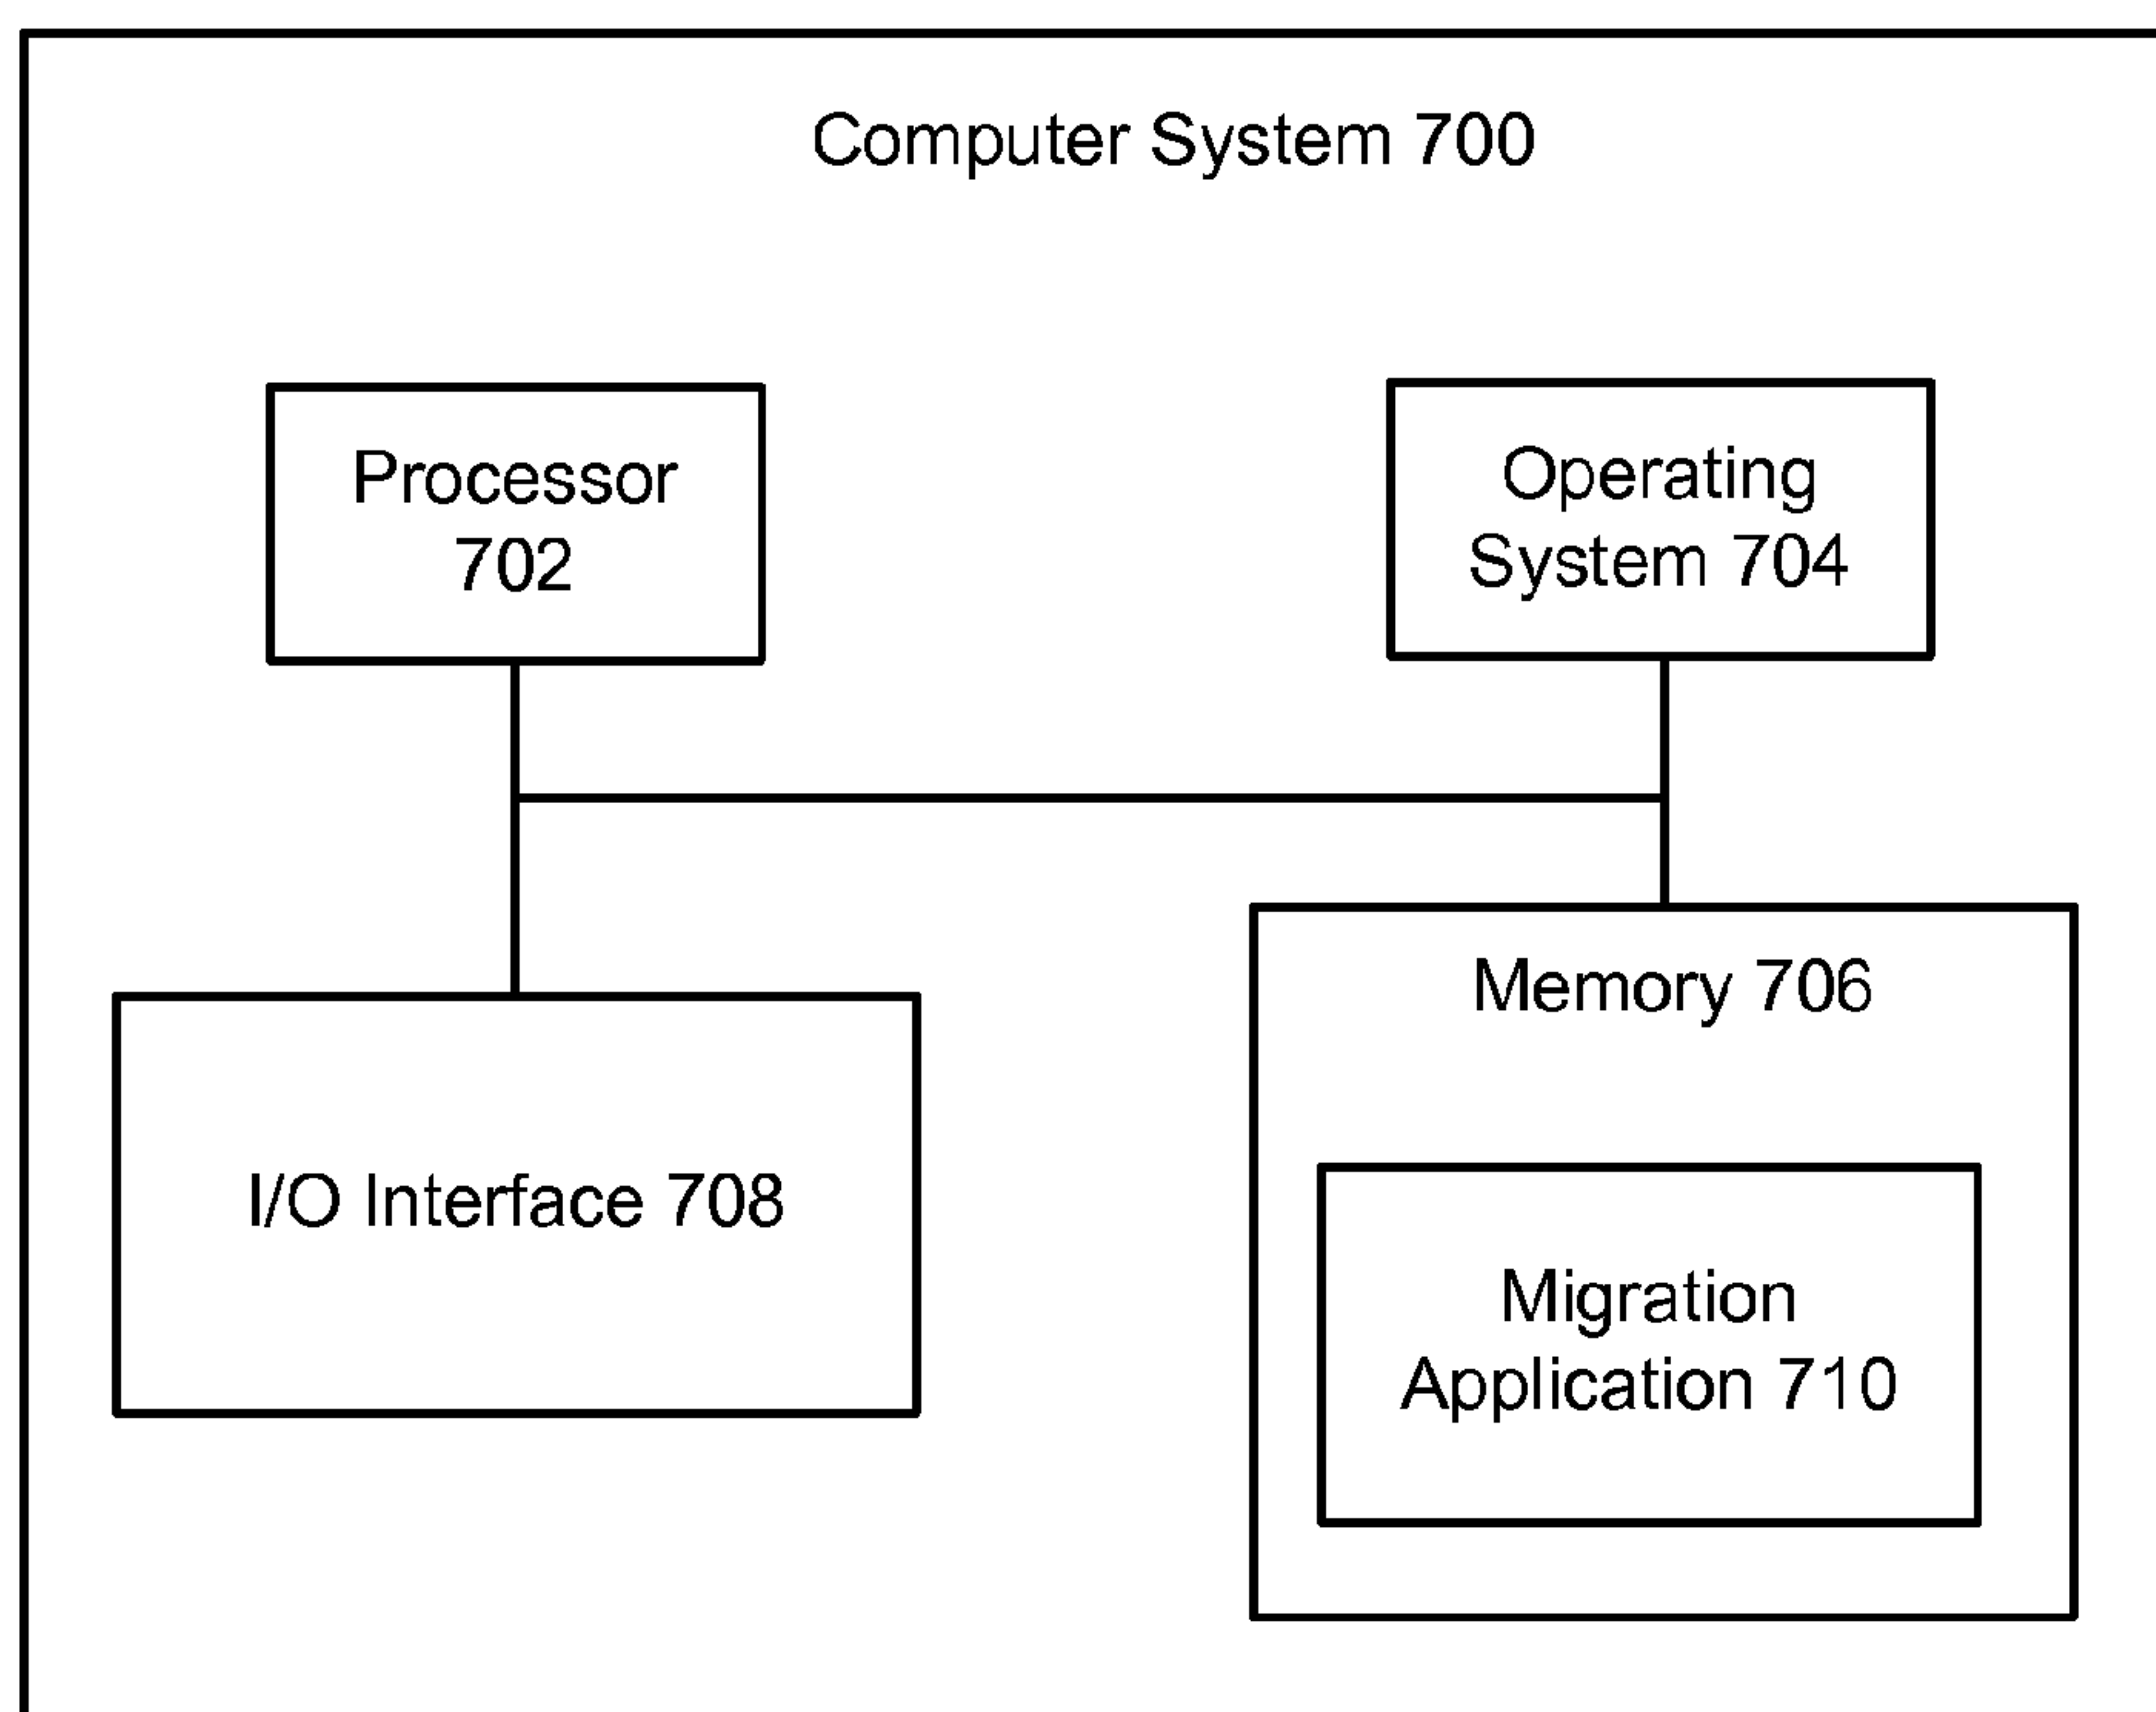 Computer System 700
Processor
702
Operating
System 704
Memory 706
I/O Interface 708
Migration
Application 710